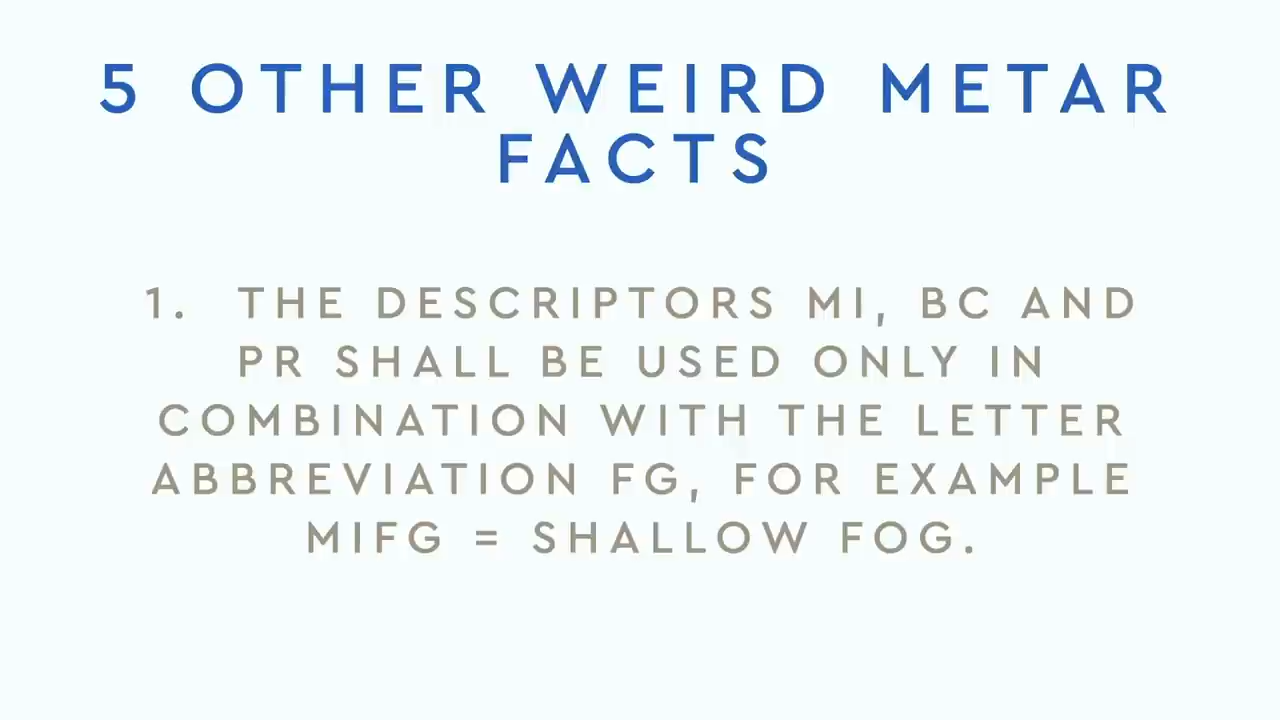 5 OTHER WEIRD METAR
FACTS
1. THE DESCRIPTORS MI, BC AND
PR SHALL BE USED ONLY IN
COMBINATION WITH THE LETTER
ABBREVIATION FG, FOR EXAMPLE
MIFG = SHALLOW FOG.